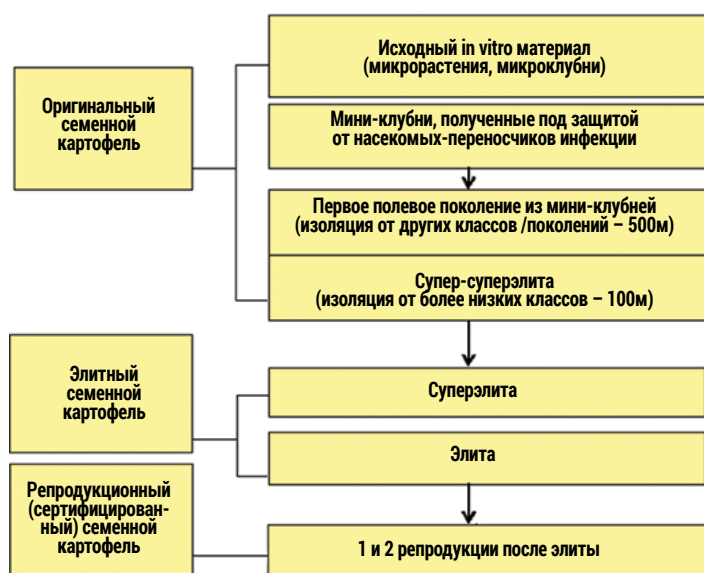 Исходный in vitro материал
(микрорастения, микроклубни)
Оригинальный
семенной
картофель
Мини-клубни, полученные под защитой
от насекомых-переносчиков инфекции
Первое полевое поколение из мини-клубней
(изоляция от других классов /поколений – 500м)
Супер-суперэлита
(изоляция от более низких классов – 100м)
Элитный
семенной
картофель
Суперэлита
Элита
Репродукционный
(сертифицирован-
ный) семенной
картофель
1 и 2 репродукции после элиты